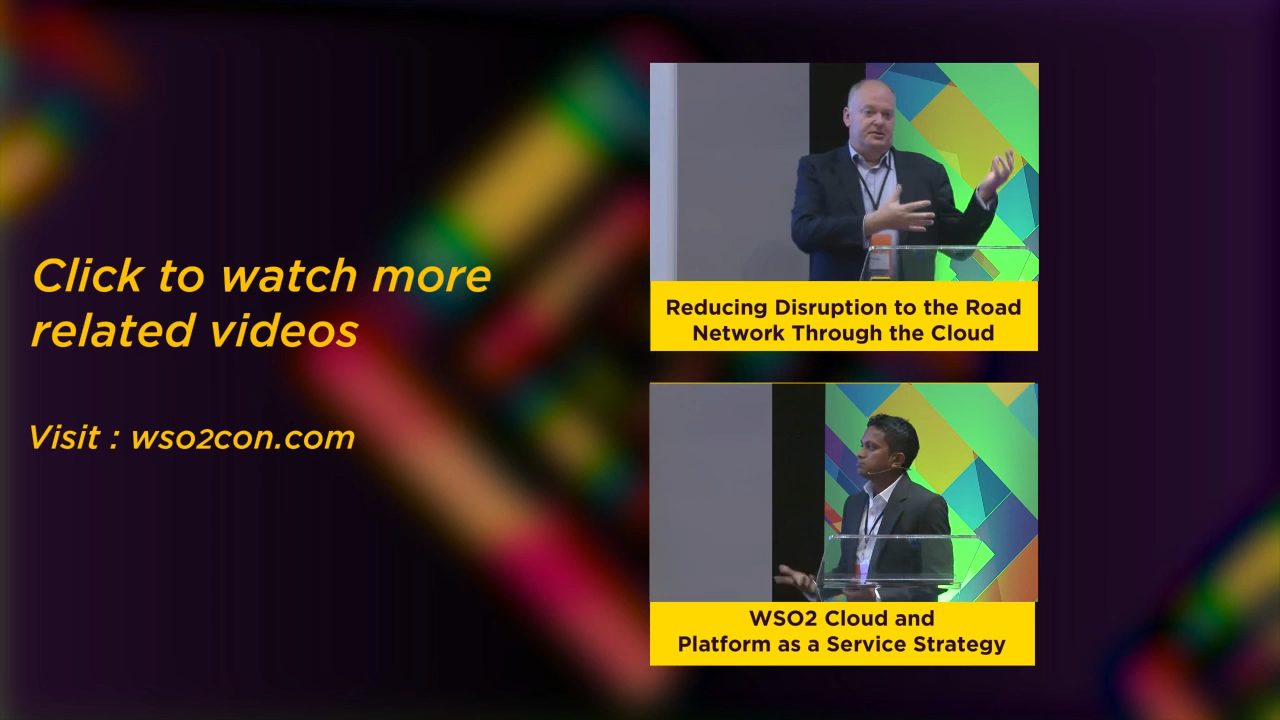 Click to watch more
related videos
Visit : wso2con.com
Reducing Disruption to the Road
Network Through the Cloud
WSO2 Cloud and
Platform as a Service Strategy